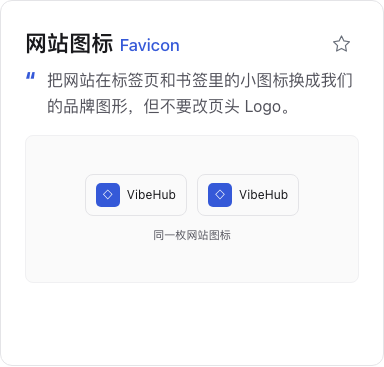 网站图标 Favicon
“ 把网站在标签页和书签里的小图标换成我们
的品牌图形，但不要改页头 Logo。
VibeHub VibeHub
同一枚网站图标